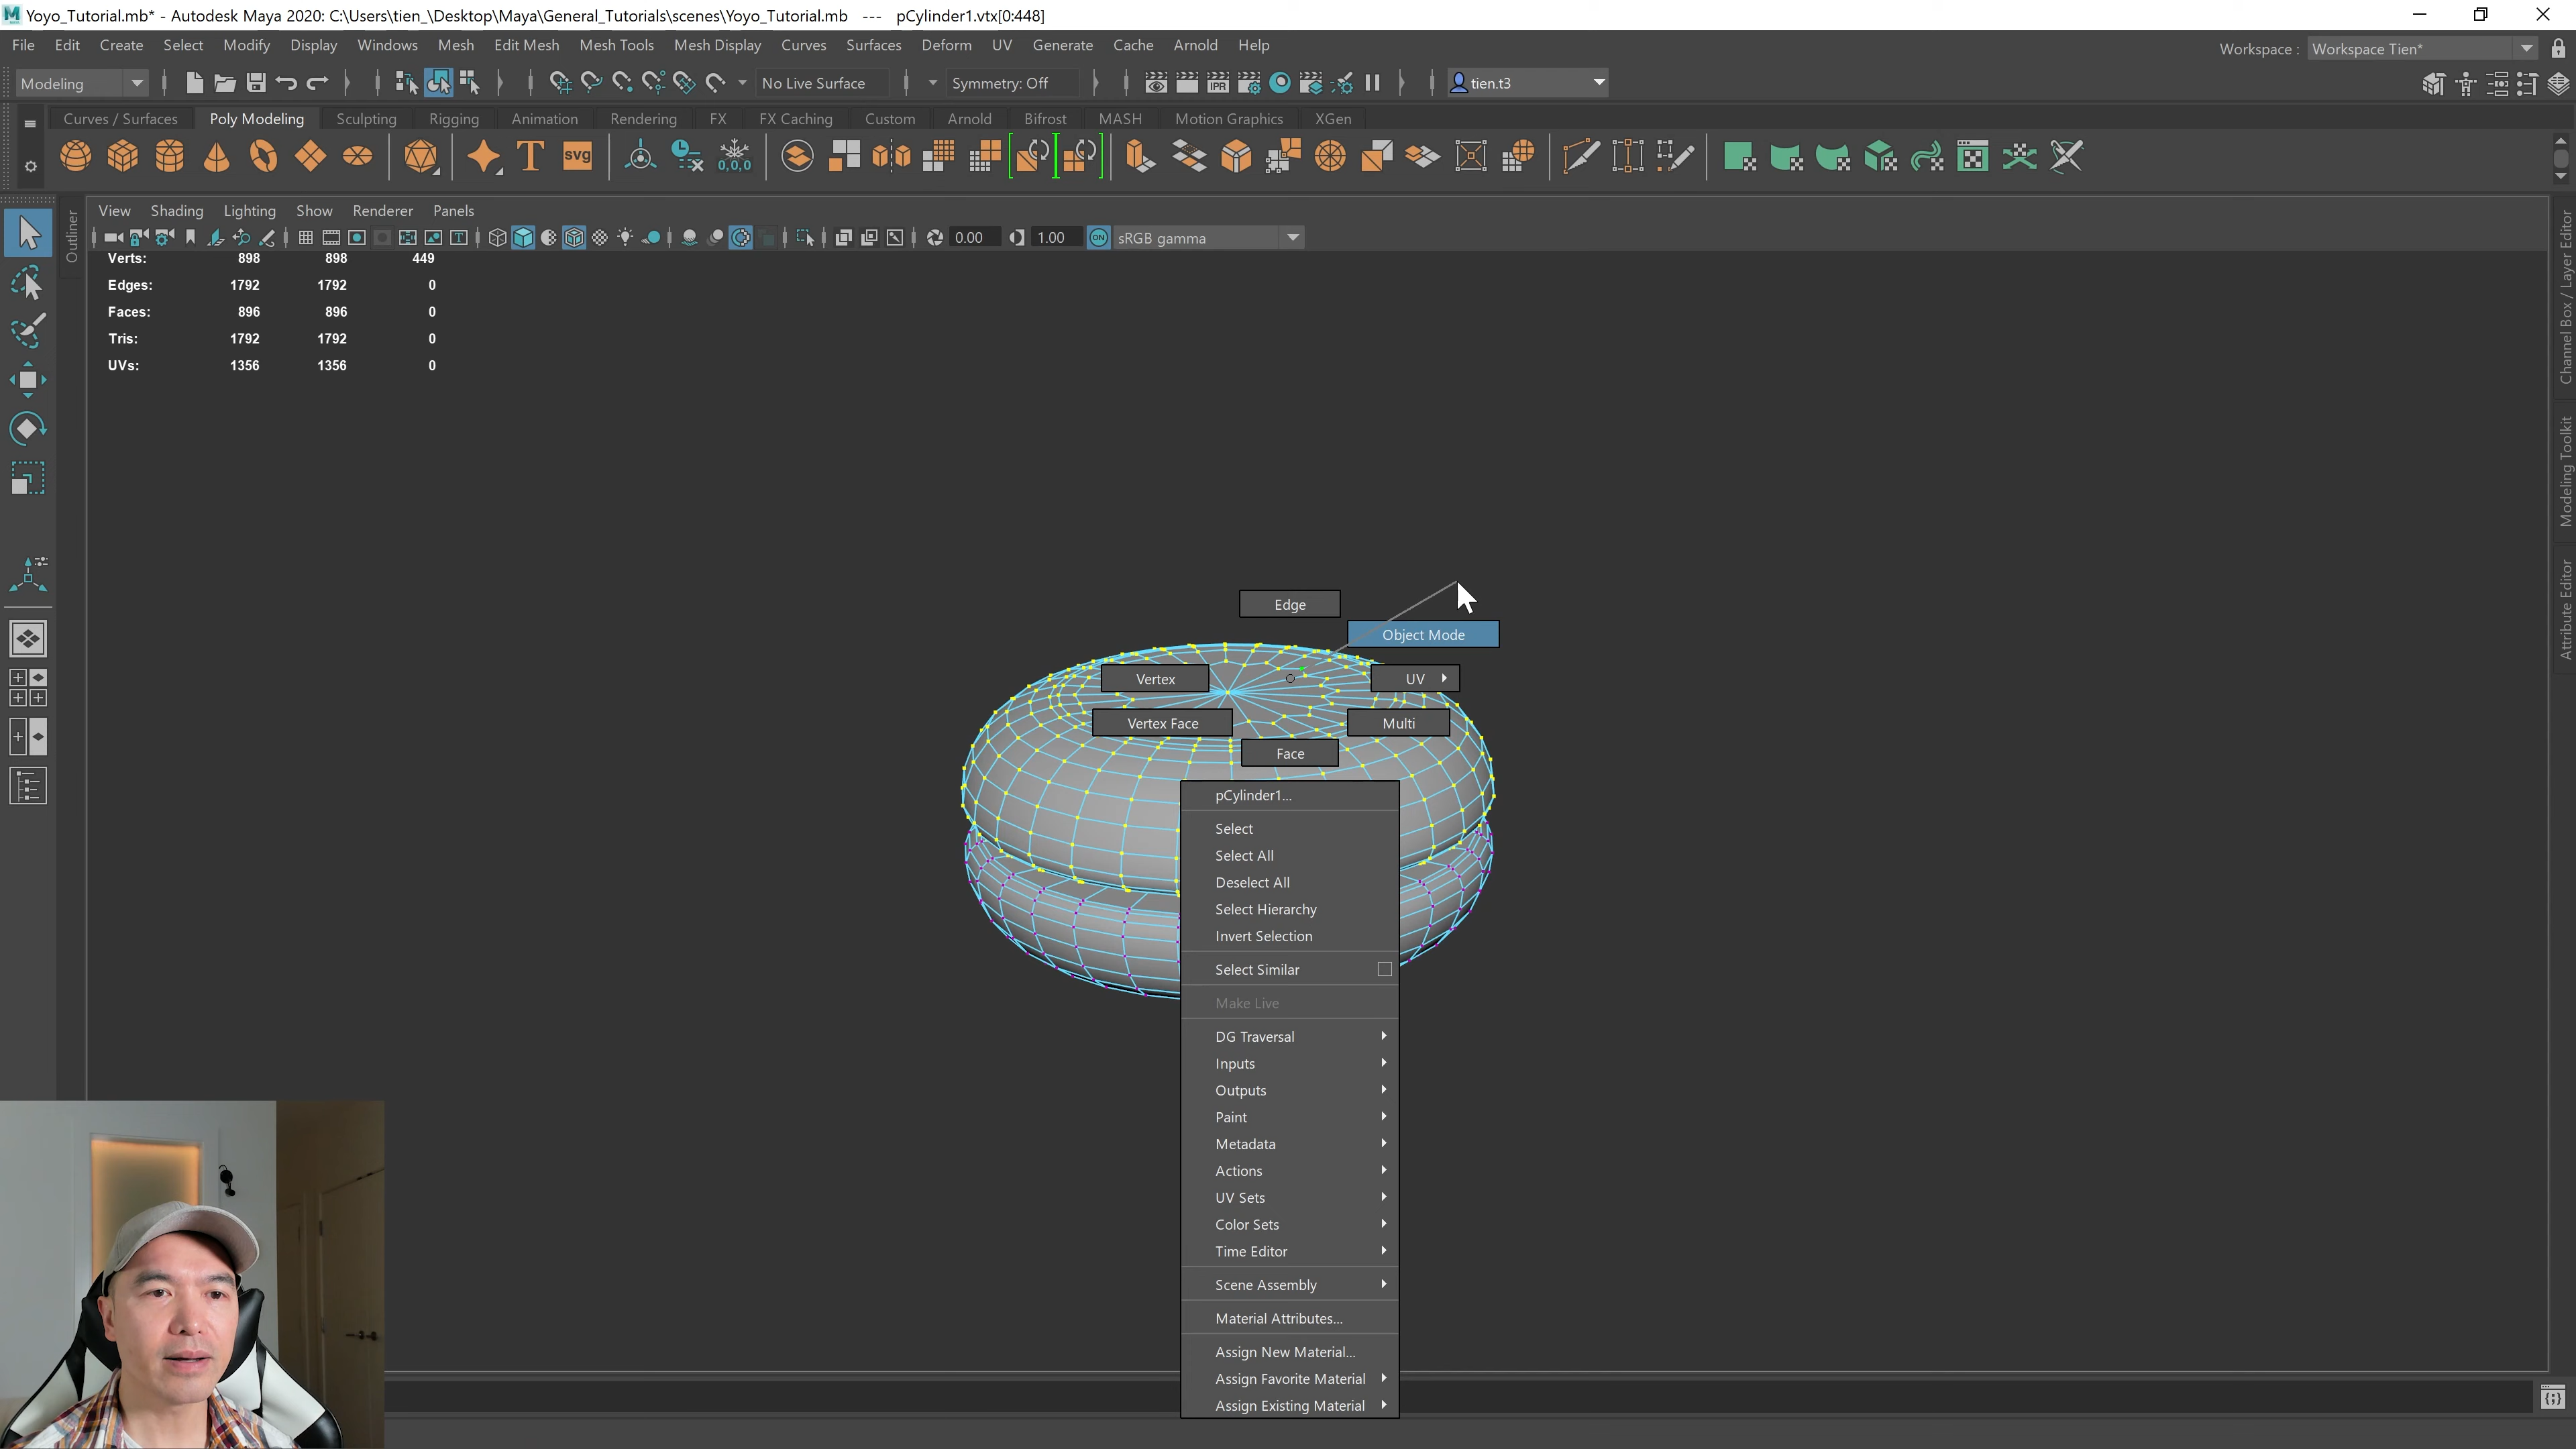 Yoyo_Tutorial.mb* - Autodesk Maya 2020: C:\Users\tien_\Desktop\Maya\General_Tutorials\scenes\Yoyo_Tutorial.mb --- pCylinder1.vtx[0:448]
File Edit Create Select Modify Display Windows Mesh Edit Mesh Mesh Tools Mesh Display Curves Surfaces Deform UV Generate Cache Arnold Help
Workspace : Workspace Tien*
Modeling
No Live Surface
Symmetry: Off
IPR
tien.t3
Curves / Surfaces Poly Modeling Sculpting Rigging Animation Rendering FX FX Caching Custom Arnold Bifrost MASH Motion Graphics XGen
T
svg
0,0,0
View Shading Lighting Show Renderer Panels
0.00
1.00
ON
sRGB gamma
Outliner
Verts: 898 898 449
Edges: 1792 1792 0
Faces: 896 896 0
Tris: 1792 1792 0
UVs: 1356 1356 0
Edge
Object Mode
Vertex
UV
Vertex Face
Multi
Face
pCylinder1...
Select
Select All
Deselect All
Select Hierarchy
Invert Selection
Select Similar
Make Live
DG Traversal
Inputs
Outputs
Paint
Metadata
Actions
UV Sets
Color Sets
Time Editor
Scene Assembly
Material Attributes...
Assign New Material...
Assign Favorite Material
Assign Existing Material
Channel Box / Layer Editor
Modeling Toolkit
Attribute Editor